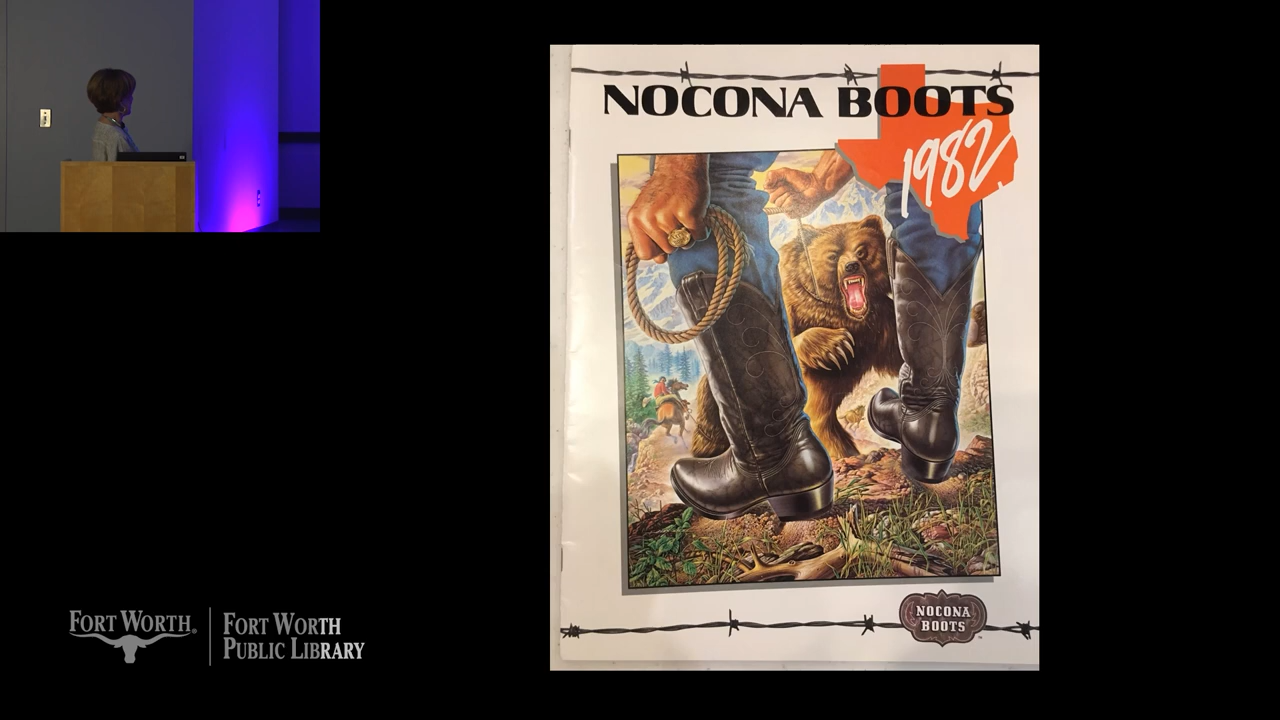 NOCONA BOOTS
1982
NOCONA
BOOTS
FORT WORTH®
FORT WORTH
PUBLIC LIBRARY